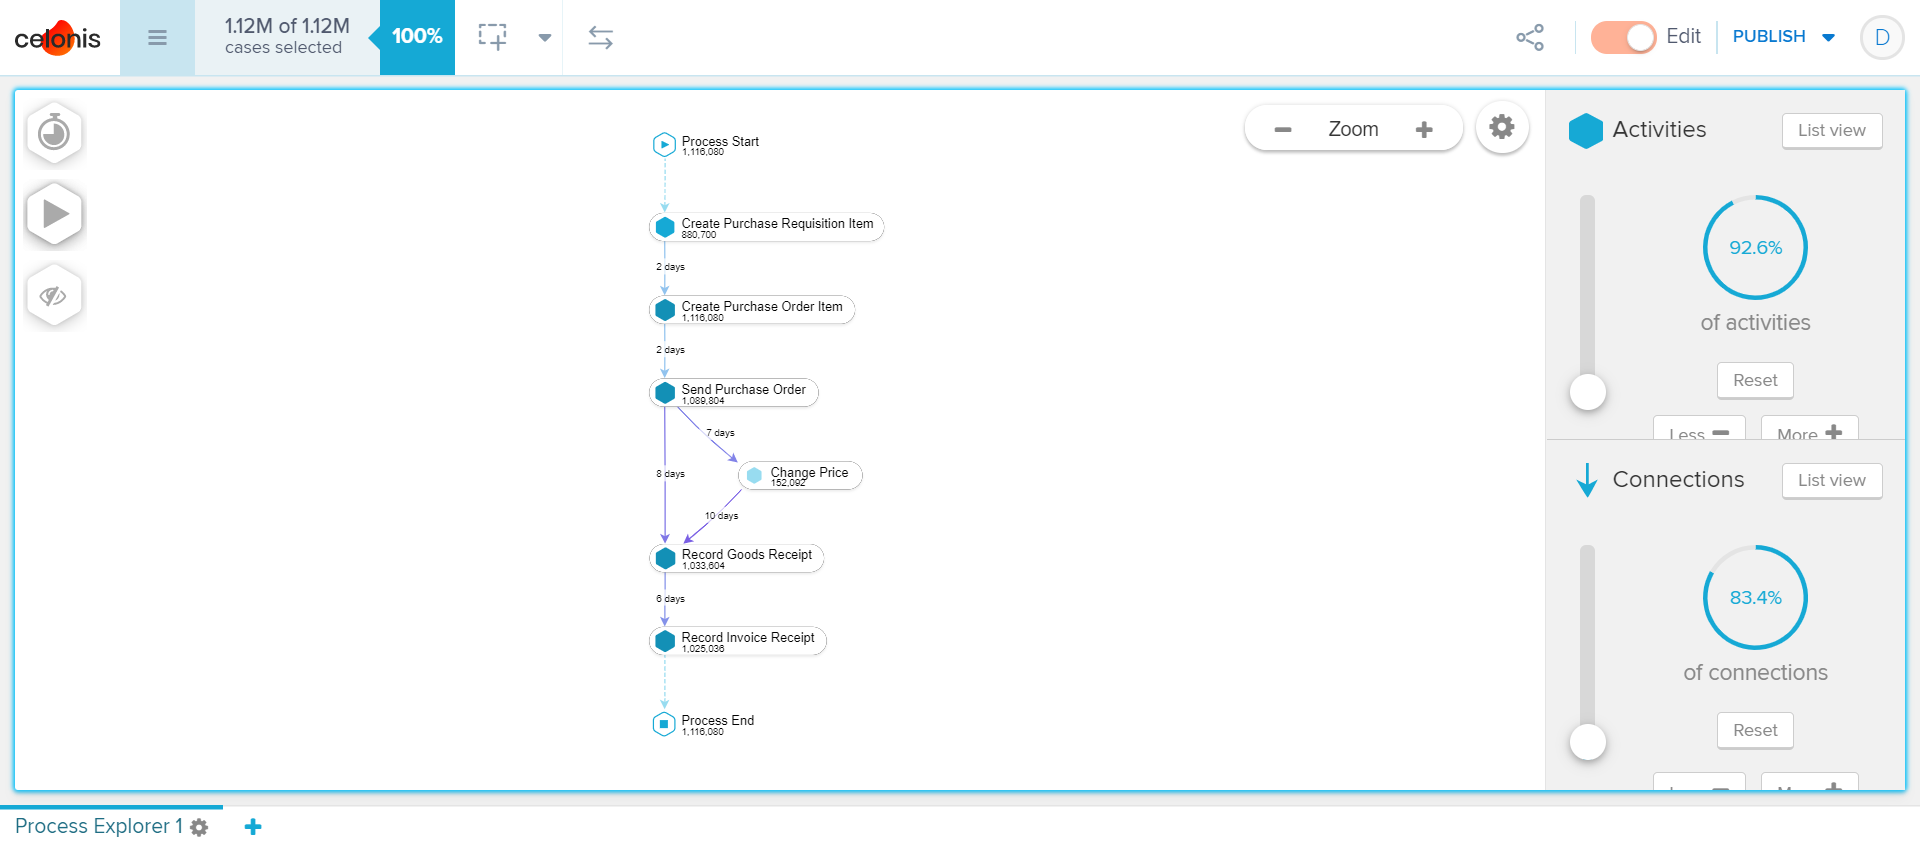 celonis
1.12M of 1.12M
cases selected
100%
Edit
PUBLISH
D
Zoom
Process Start
1,116,080
Create Purchase Requisition Item
880,700
2 days
Create Purchase Order Item
1,116,080
2 days
Send Purchase Order
1,089,804
7 days
8 days
Change Price
152,092
10 days
Record Goods Receipt
1,033,604
6 days
Record Invoice Receipt
1,025,036
Process End
1,116,080
Activities
List view
92.6%
of activities
Reset
Less
More
Connections
List view
83.4%
of connections
Reset
Process Explorer 1